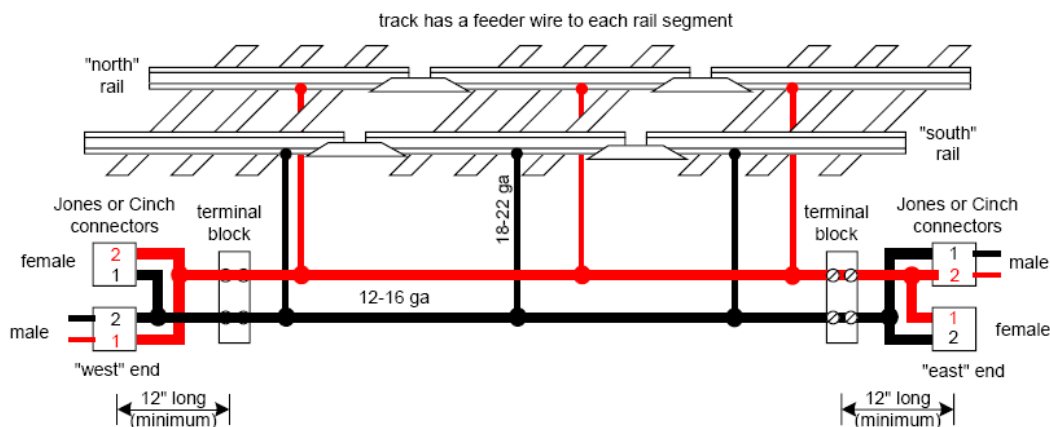 track has a feeder wire to each rail segment
"north"
rail
"south"
rail
18-22 ga
Jones or Cinch
connectors
terminal
block
terminal
block
Jones or Cinch
connectors
female
2
1
1
2
male
12-16 ga
male
2
1
1
2
female
"west" end
"east" end
12" long
(minimum)
12" long
(minimum)